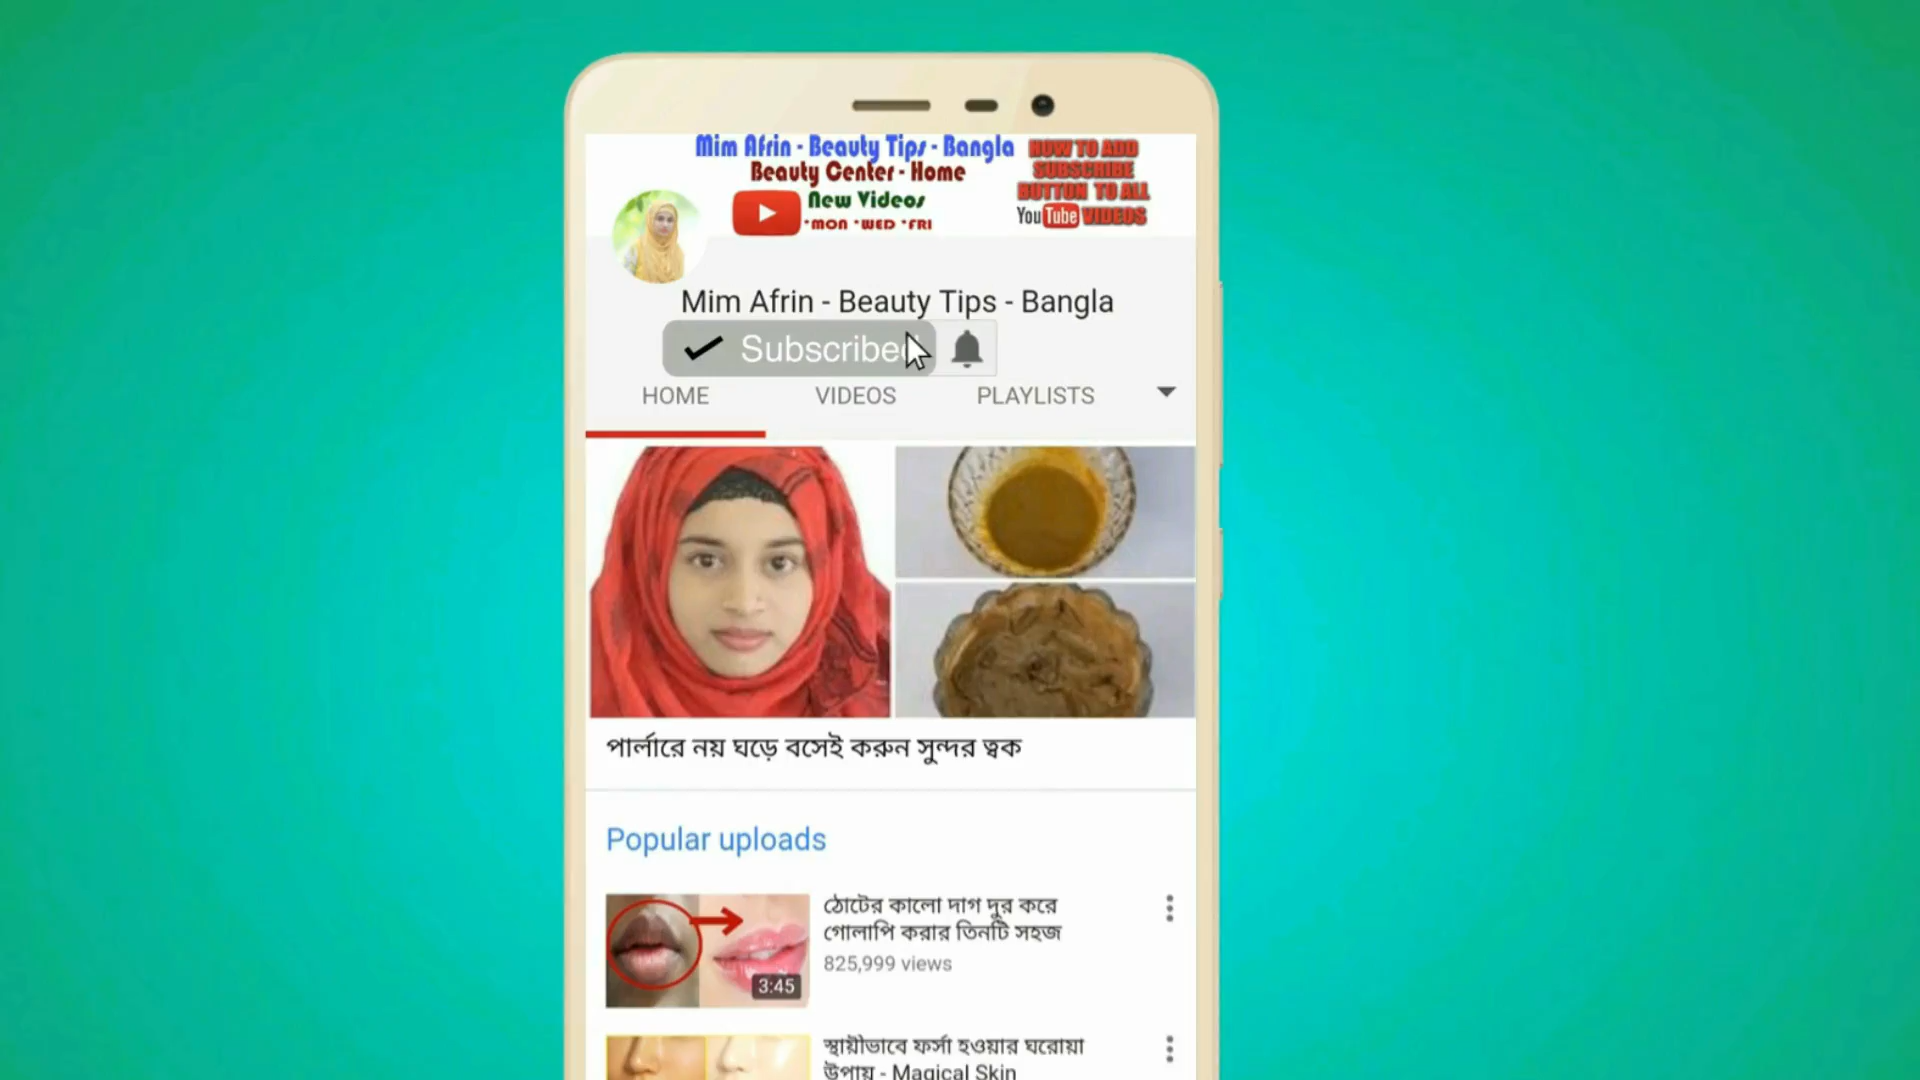 Mim Afrin - Beauty Tips - Bangla
Beauty Center - Home
New Videos
*MON *WED *FRI
HOW TO ADD
SUBSCRIBE
BUTTON TO ALL
YouTube VIDEOS
Mim Afrin - Beauty Tips - Bangla
Subscribed
HOME VIDEOS PLAYLISTS
পার্লারে নয় ঘড়ে বসেই করুন সুন্দর ত্বক
Popular uploads
ঠোটের কালো দাগ দুর করে
গোলাপি করার তিনটি সহজ
825,999 views
3:45
স্থায়ীভাবে ফর্সা হওয়ার ঘরোয়া
উপায় - Magical Skin